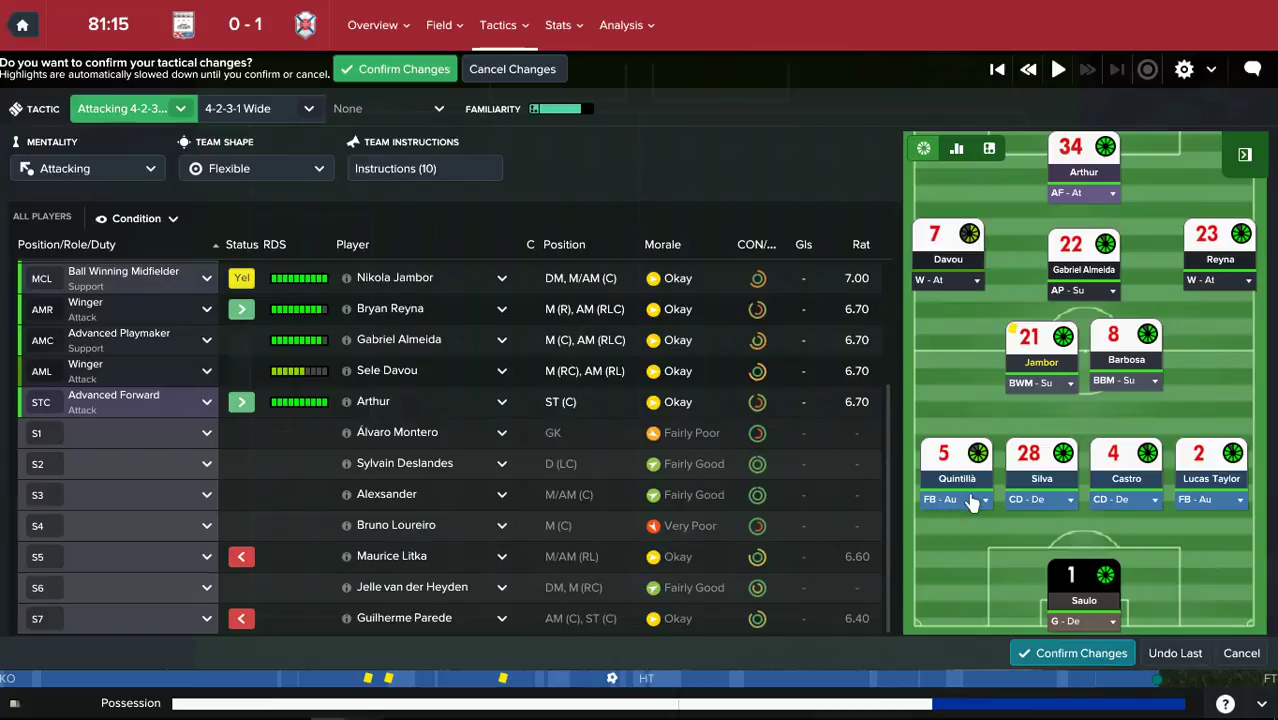 81:15
0 - 1
Overview
Field
Tactics
Stats
Analysis
Do you want to confirm your tactical changes?
Highlights are automatically slowed down until you confirm or cancel.
Confirm Changes
Cancel Changes
TACTIC
Attacking 4-2-3...
4-2-3-1 Wide
None
FAMILIARITY
MENTALITY
TEAM SHAPE
TEAM INSTRUCTIONS
Attacking
Flexible
Instructions (10)
ALL PLAYERS
Condition
Position/Role/Duty Status RDS Player C Position Morale CON/... Gls Rat
MCL Ball Winning Midfielder Support Yel Nikola Jambor DM, M/AM (C) Okay - 7.00
AMR Winger Attack Bryan Reyna M (R), AM (RLC) Okay - 6.70
AMC Advanced Playmaker Support Gabriel Almeida M (C), AM (RLC) Okay - 6.70
AML Winger Attack Sele Davou M (RC), AM (RL) Okay - 6.70
STC Advanced Forward Attack Arthur ST (C) Okay - 6.70
S1 Álvaro Montero GK Fairly Poor - -
S2 Sylvain Deslandes D (LC) Fairly Good - -
S3 Alexsander M/AM (C) Fairly Good - -
S4 Bruno Loureiro M (C) Very Poor - -
S5 Maurice Litka M/AM (RL) Okay - 6.60
S6 Jelle van der Heyden DM, M (RC) Fairly Good - -
S7 Guilherme Parede AM (C), ST (C) Okay - 6.40
34
Arthur
AF - At
7
Davou
W - At
22
Gabriel Almeida
AP - Su
23
Reyna
W - At
21
Jambor
BWM - Su
8
Barbosa
BBM - Su
5
Quintillà
FB - Au
28
Silva
CD - De
4
Castro
CD - De
2
Lucas Taylor
FB - Au
1
Saulo
G - De
Confirm Changes
Undo Last
Cancel
KO
HT
FT
Possession
?